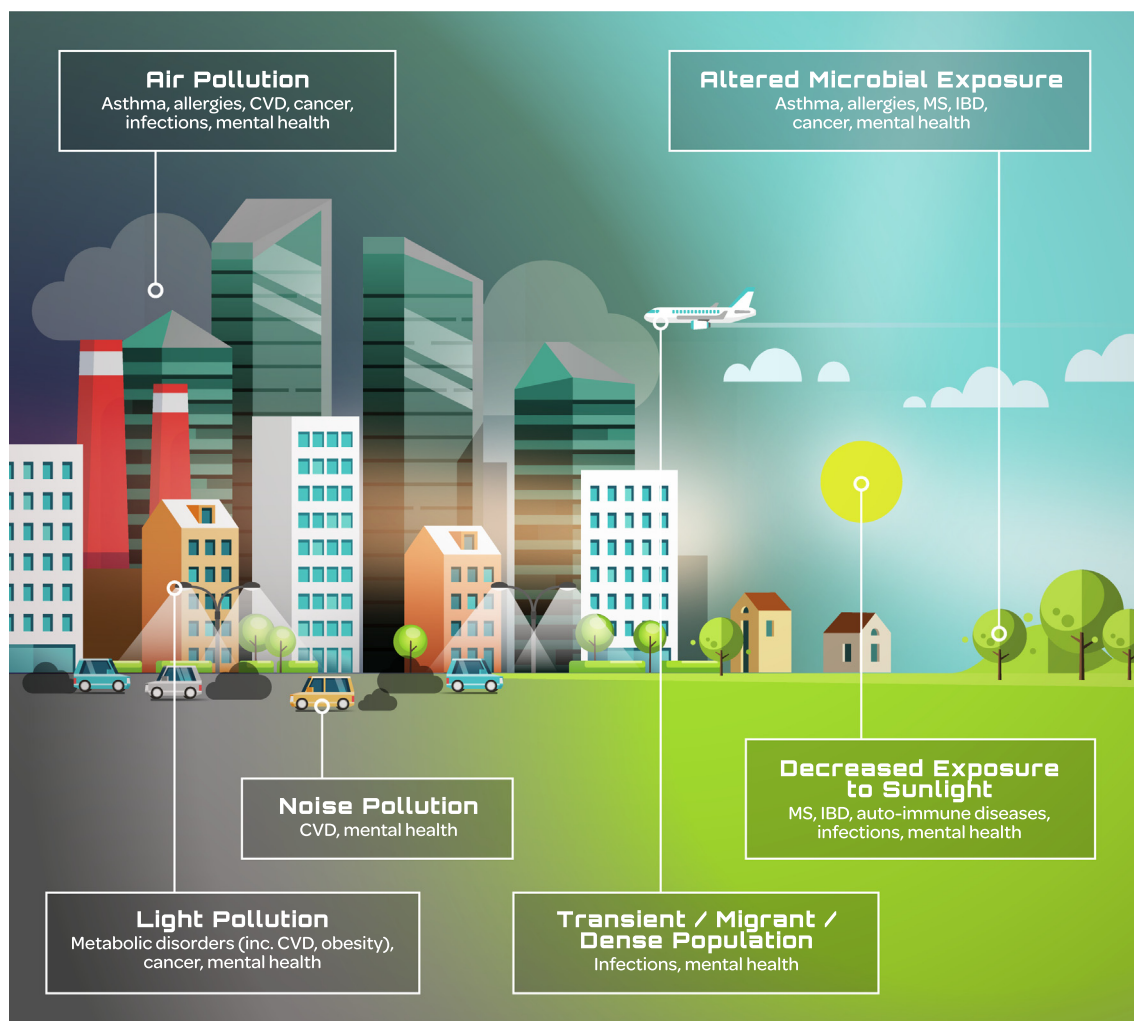 Air Pollution
Asthma, allergies, CVD, cancer,
infections, mental health
Altered Microbial Exposure
Asthma, allergies, MS, IBD,
cancer, mental health
Decreased Exposure
to Sunlight
MS, IBD, auto-immune diseases,
infections, mental health
Noise Pollution
CVD, mental health
Light Pollution
Metabolic disorders (inc. CVD, obesity),
cancer, mental health
Transient / Migrant /
Dense Population
Infections, mental health